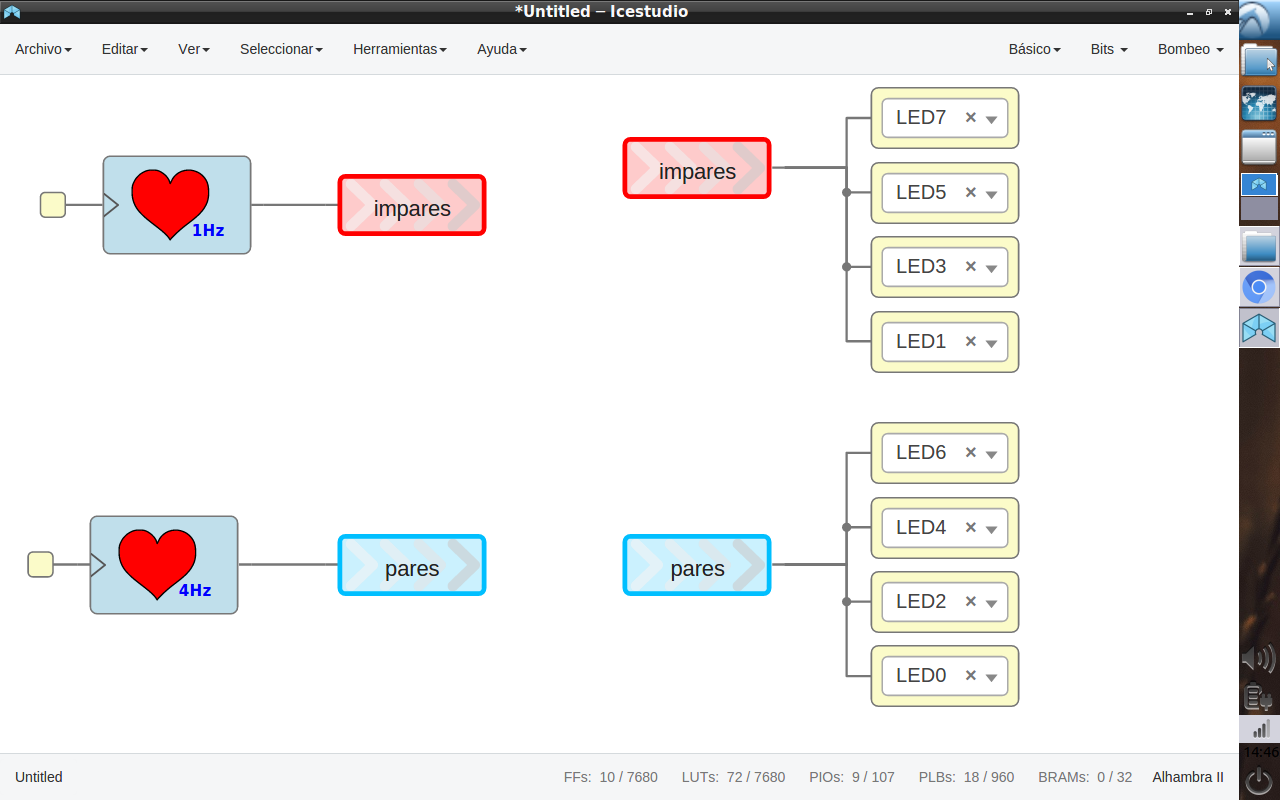 *Untitled – Icestudio
Archivo Editar Ver Seleccionar Herramientas Ayuda Básico Bits Bombeo
LED7 ×
impares
LED5 ×
1Hz
impares
LED3 ×
LED1 ×
LED6 ×
LED4 ×
4Hz
pares
pares
LED2 ×
LED0 ×
14:46
Untitled FFs: 10 / 7680 LUTs: 72 / 7680 PIOs: 9 / 107 PLBs: 18 / 960 BRAMs: 0 / 32 Alhambra II